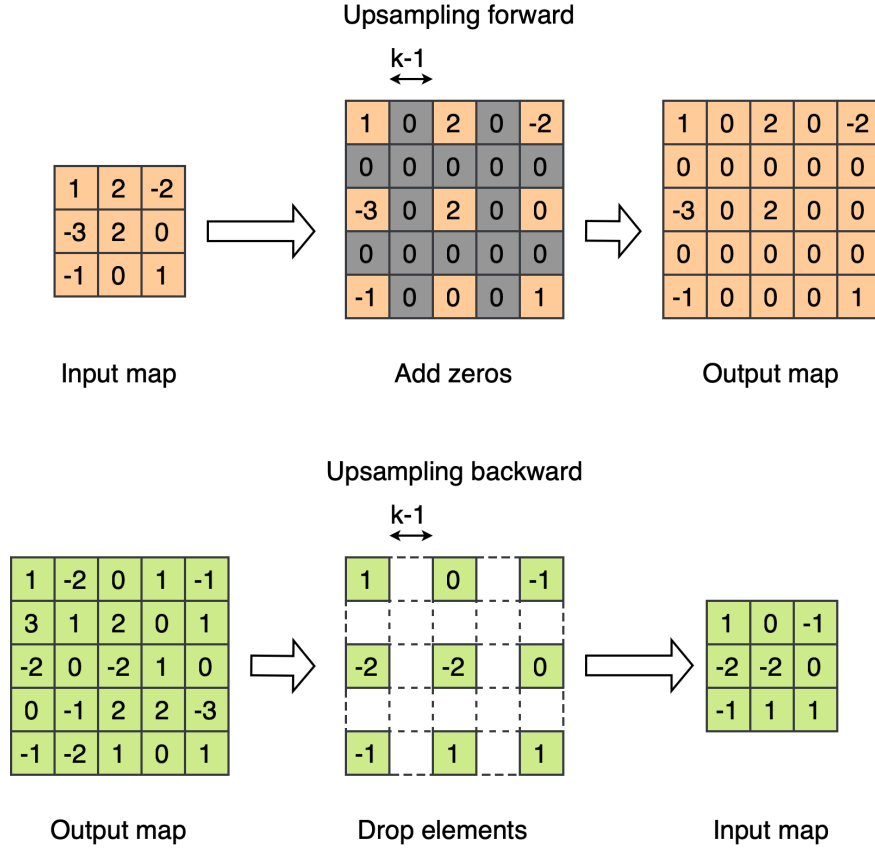 Upsampling forward
k-1
1 0 2 0 -2
0 0 0 0 0
-3 0 2 0 0
0 0 0 0 0
-1 0 0 0 1
1 0 2 0 -2
0 0 0 0 0
-3 0 2 0 0
0 0 0 0 0
-1 0 0 0 1
1 2 -2
-3 2 0
-1 0 1
Input map
Add zeros
Output map
Upsampling backward
k-1
1 -2 0 1 -1
3 1 2 0 1
-2 0 -2 1 0
0 -1 2 2 -3
-1 -2 1 0 1
1 0 -1
-2 -2 0
-1 1 1
1 0 -1
-2 -2 0
-1 1 1
Output map
Drop elements
Input map